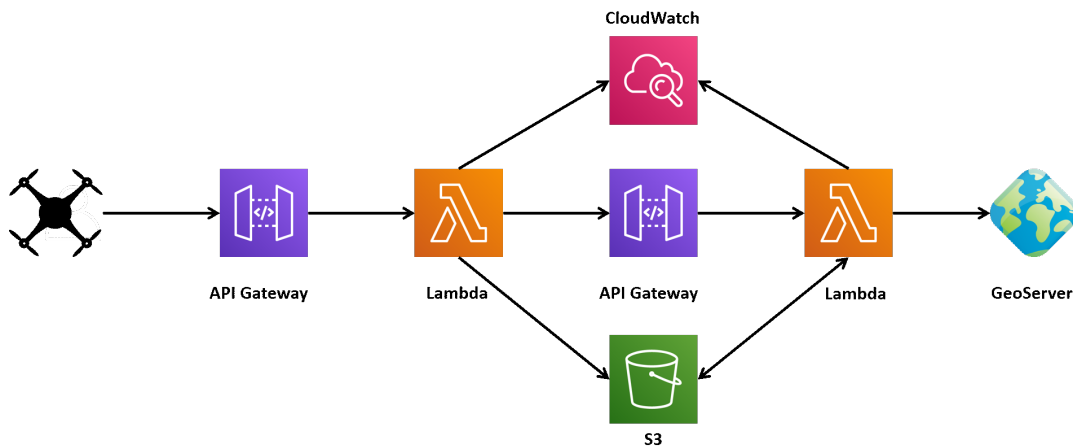 CloudWatch
API Gateway
Lambda
API Gateway
Lambda
GeoServer
S3